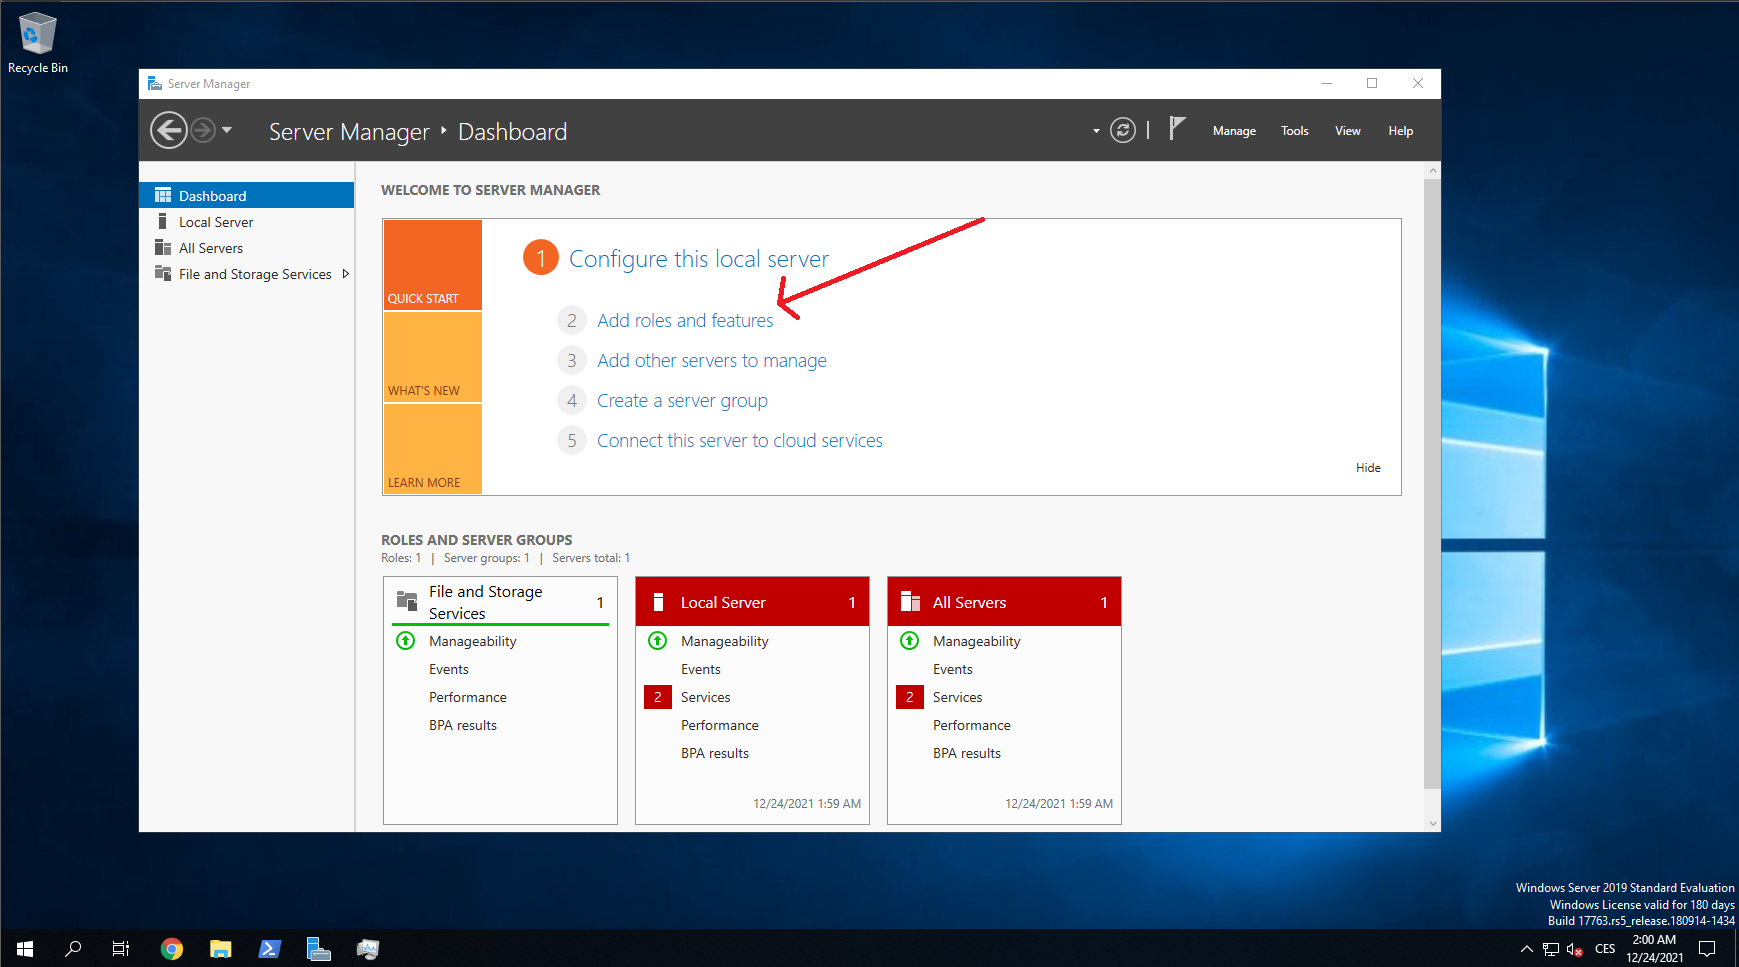 Recycle Bin
Server Manager
Server Manager Dashboard
Manage Tools View Help
Dashboard
Local Server
All Servers
File and Storage Services
WELCOME TO SERVER MANAGER
QUICK START
WHAT'S NEW
LEARN MORE
1 Configure this local server
2 Add roles and features
3 Add other servers to manage
4 Create a server group
5 Connect this server to cloud services
Hide
ROLES AND SERVER GROUPS
Roles: 1 | Server groups: 1 | Servers total: 1
File and Storage
Services 1
Manageability
Events
Performance
BPA results
Local Server 1
Manageability
Events
2 Services
Performance
BPA results
12/24/2021 1:59 AM
All Servers 1
Manageability
Events
2 Services
Performance
BPA results
12/24/2021 1:59 AM
Windows Server 2019 Standard Evaluation
Windows License valid for 180 days
Build 17763.rs5_release.180914-1434
CES
2:00 AM
12/24/2021